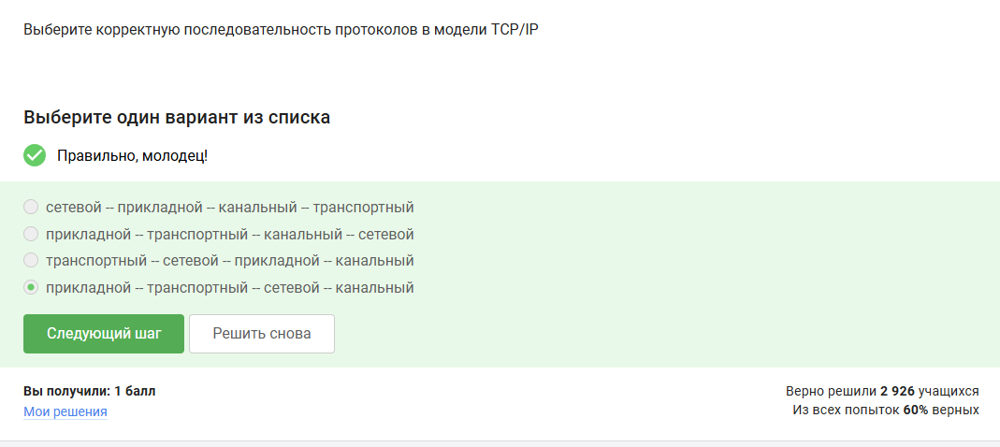 Выберите корректную последовательность протоколов в модели TCP/IP
Выберите один вариант из списка
Правильно, молодец!
сетевой -- прикладной -- канальный -- транспортный
прикладной -- транспортный -- канальный -- сетевой
транспортный -- сетевой -- прикладной -- канальный
прикладной -- транспортный -- сетевой -- канальный
Следующий шаг
Решить снова
Вы получили: 1 балл
Мои решения
Верно решили 2 926 учащихся
Из всех попыток 60% верных